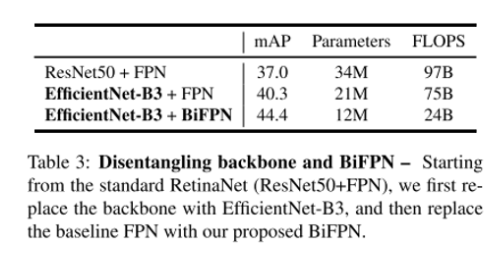 mAP Parameters FLOPS
ResNet50 + FPN 37.0 34M 97B
EfficientNet-B3 + FPN 40.3 21M 75B
EfficientNet-B3 + BiFPN 44.4 12M 24B
Table 3: Disentangling backbone and BiFPN – Starting
from the standard RetinaNet (ResNet50+FPN), we first re-
place the backbone with EfficientNet-B3, and then replace
the baseline FPN with our proposed BiFPN.